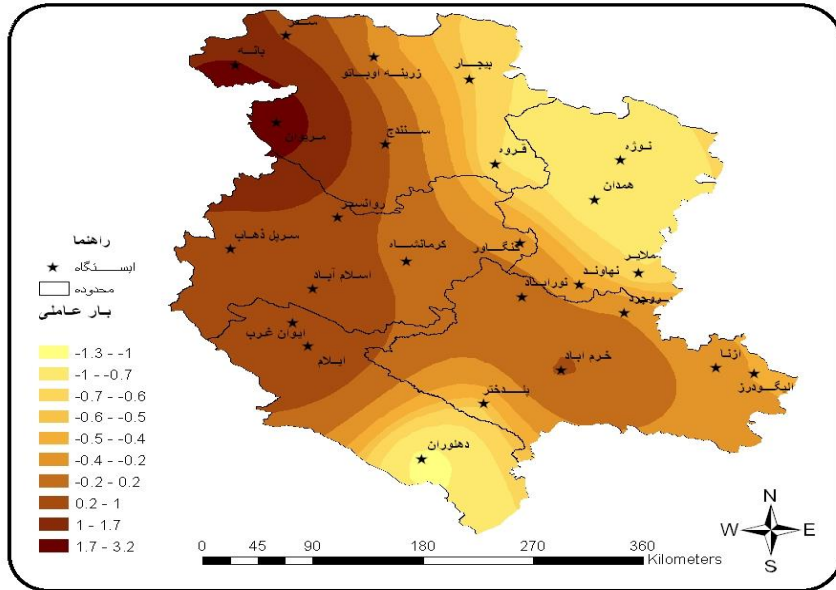 سقز
بانه
زرینه اوباتو
بیجار
مریوان
سنندج
قروه
نوژه
همدان
روانسر
سرپل ذهاب
کرمانشاه
کنگاور
ملایر
نهاوند
اسلام آباد
نورآباد
بروجرد
ایوان غرب
ایلام
خرم آباد
ازنا
الیگودرز
پلدختر
دهلوران
راهنما
ایستگاه
محدوده
بار عاملی
-1.3 - -1
-1 - -0.7
-0.7 - -0.6
-0.6 - -0.5
-0.5 - -0.4
-0.4 - -0.2
-0.2 - 0.2
0.2 - 1
1 - 1.7
1.7 - 3.2
0 45 90 180 270 360
Kilometers
N
W E
S